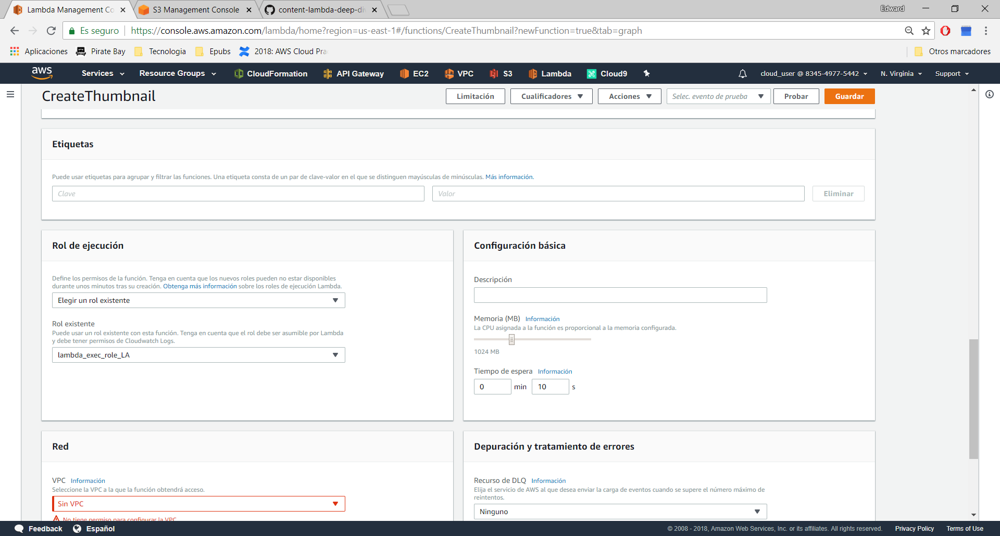 Lambda Management Co
S3 Management Console
content-lambda-deep-di
Edward
Es seguro
https://console.aws.amazon.com/lambda/home?region=us-east-1#/functions/CreateThumbnail?newFunction=true&tab=graph
Aplicaciones
Pirate Bay
Tecnologia
Epubs
2018: AWS Cloud Pra
Otros marcadores
aws
Services
Resource Groups
CloudFormation
API Gateway
EC2
VPC
S3
Lambda
Cloud9
cloud_user @ 8345-4977-5442
N. Virginia
Support
CreateThumbnail
Limitación
Cualificadores
Acciones
Selec. evento de prueba
Probar
Guardar
Etiquetas
Puede usar etiquetas para agrupar y filtrar las funciones. Una etiqueta consta de un par de clave-valor en el que se distinguen mayúsculas de minúsculas. Más información.
Clave
Valor
Eliminar
Rol de ejecución
Define los permisos de la función. Tenga en cuenta que los nuevos roles pueden no estar disponibles
durante unos minutos tras su creación. Obtenga más información sobre los roles de ejecución Lambda.
Elegir un rol existente
Rol existente
Puede usar un rol existente con esta función. Tenga en cuenta que el rol debe ser asumible por Lambda
y debe tener permisos de Cloudwatch Logs.
lambda_exec_role_LA
Configuración básica
Descripción
Memoria (MB) Información
La CPU asignada a la función es proporcional a la memoria configurada.
1024 MB
Tiempo de espera Información
0 min 10 s
Red
VPC Información
Seleccione la VPC a la que la función obtendrá acceso.
Sin VPC
No tiene permiso para configurar la VPC
Depuración y tratamiento de errores
Recurso de DLQ Información
Elija el servicio de AWS al que desea enviar la carga de eventos cuando se supere el número máximo de
reintentos.
Ninguno
Feedback
Español
© 2008 - 2018, Amazon Web Services, Inc. or its affiliates. All rights reserved.
Privacy Policy
Terms of Use